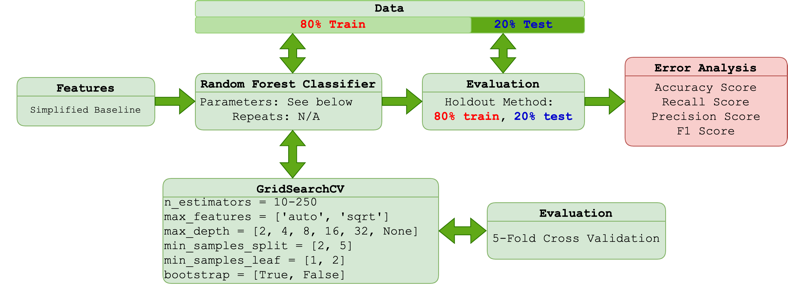 Data
80% Train
20% Test
Features
Simplified Baseline
Random Forest Classifier
Parameters: See below
Repeats: N/A
Evaluation
Holdout Method:
80% train, 20% test
Error Analysis
Accuracy Score
Recall Score
Precision Score
F1 Score
GridSearchCV
n_estimators = 10-250
max_features = ['auto', 'sqrt']
max_depth = [2, 4, 8, 16, 32, None]
min_samples_split = [2, 5]
min_samples_leaf = [1, 2]
bootstrap = [True, False]
Evaluation
5-Fold Cross Validation